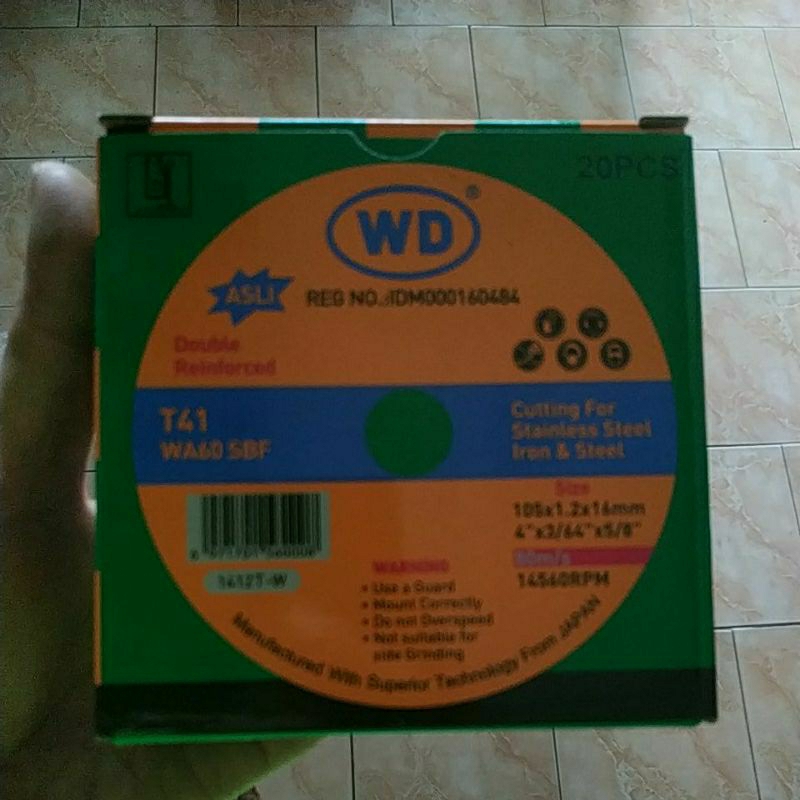 20PCS
WD®
ASLI
REG NO.:IDM000160484
Double
Reinforced
T41
WA60 SBF
Cutting For
Stainless Steel
Iron & Steel
Size
105x1.2x16mm
4"x3/64"x5/8"
80m/s
14560RPM
1612T-W
WARNING
• Use a Guard
• Mount Correctly
• Do not Overspeed
• Not suitable for
side Grinding
Manufactured With Superior Technology From JAPAN